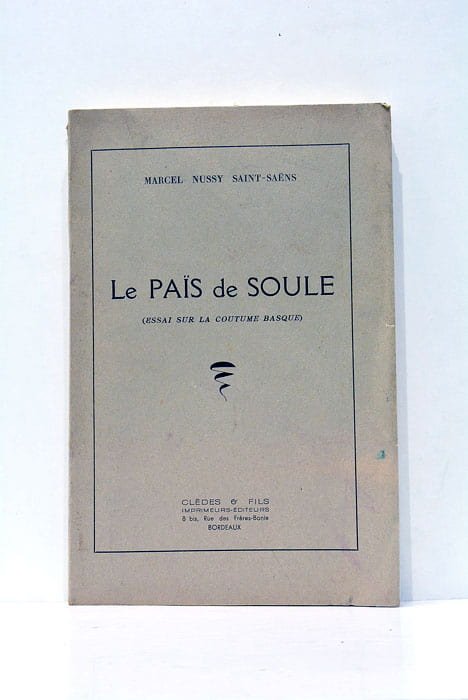 MARCEL NUSSY SAINT-SAËNS
Le PAÏS de SOULE
(ESSAI SUR LA COUTUME BASQUE)
CLÈDES & FILS
IMPRIMEURS-ÉDITEURS
8 bis, Rue des Frères-Bonie
BORDEAUX